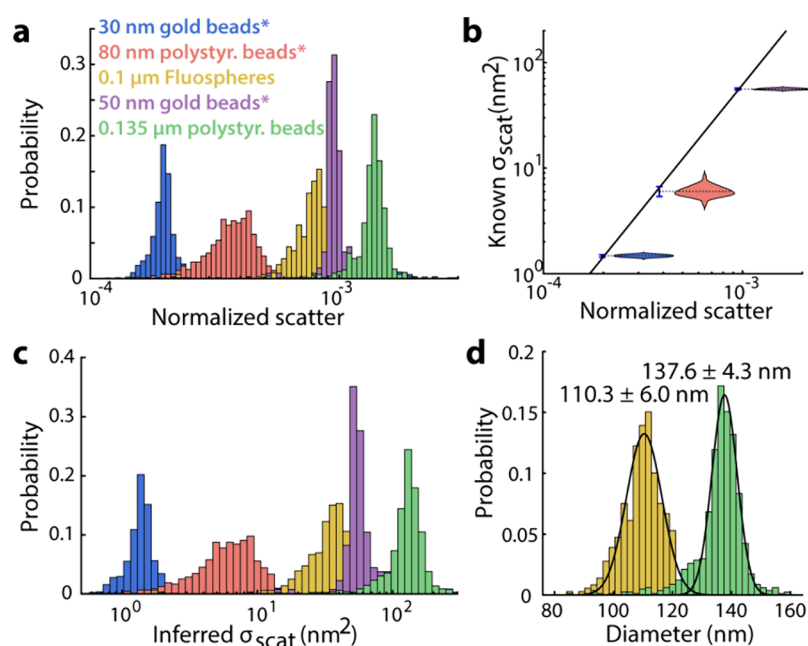 a
30 nm gold beads*
80 nm polystyr. beads*
0.1 µm Fluospheres
50 nm gold beads*
0.135 µm polystyr. beads
0.3
0.2
0.1
0
Probability
10⁻⁴
10⁻³
Normalized scatter
b
Known σscat(nm²)
10²
10¹
10⁰
10⁻⁴
10⁻³
Normalized scatter
c
0.4
0.3
0.2
0.1
0
Probability
10⁰
10¹
10²
Inferred σscat(nm²)
d
137.6 ± 4.3 nm
110.3 ± 6.0 nm
0.2
0.15
0.1
0.05
0
Probability
80
100
120
140
160
Diameter (nm)